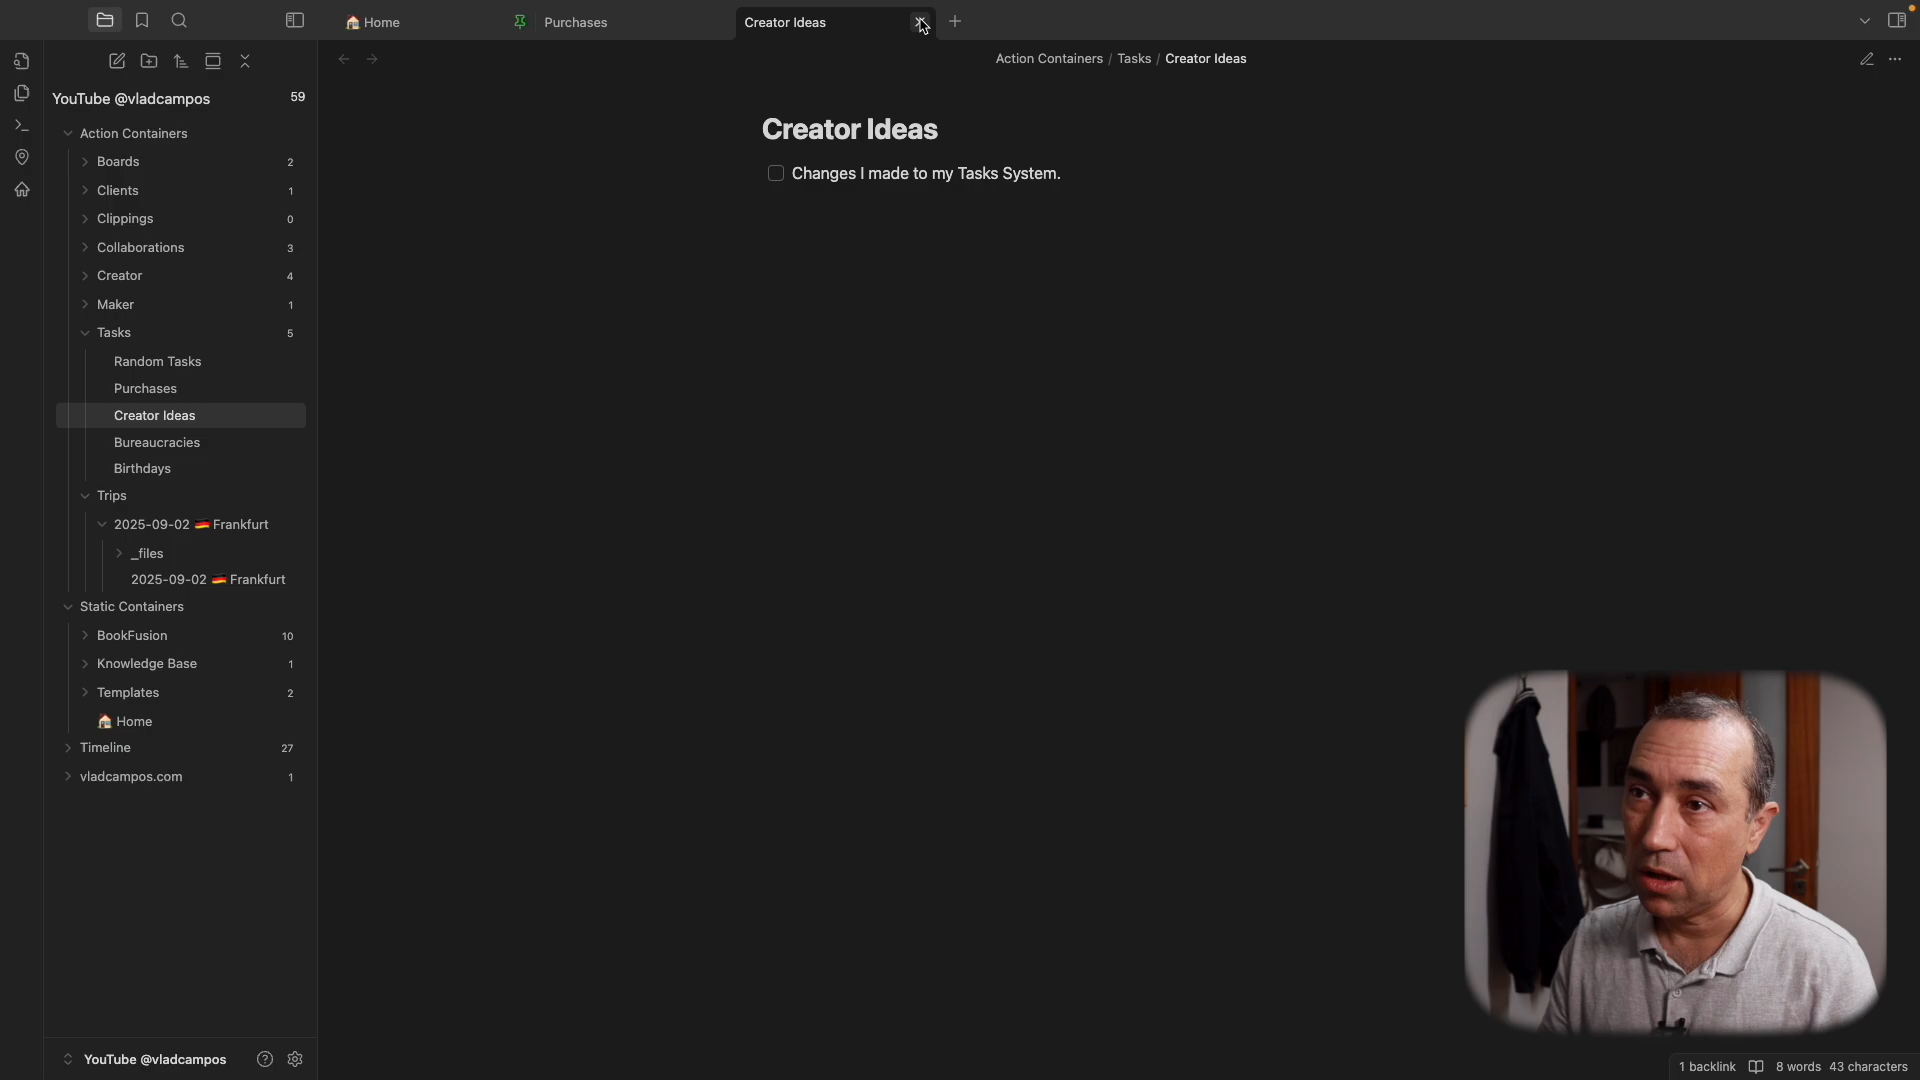 Home
Purchases
Creator Ideas
Action Containers / Tasks / Creator Ideas
YouTube @vladcampos 59
Action Containers
Boards 2
Clients 1
Clippings 0
Collaborations 3
Creator 4
Maker 1
Tasks 5
Random Tasks
Purchases
Creator Ideas
Bureaucracies
Birthdays
Trips
2025-09-02 🇩🇪 Frankfurt
_files
2025-09-02 🇩🇪 Frankfurt
Static Containers
BookFusion 10
Knowledge Base 1
Templates 2
Home
Timeline 27
vladcampos.com 1
YouTube @vladcampos
Creator Ideas
Changes I made to my Tasks System.
1 backlink 8 words 43 characters